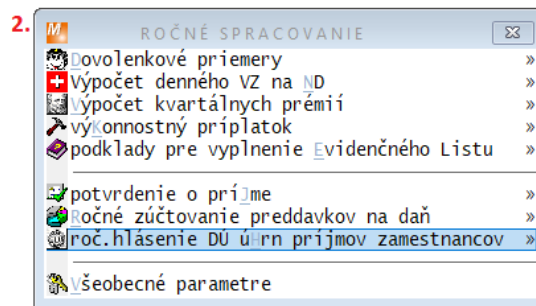 2.
ROČNÉ SPRACOVANIE
Dovolenkové priemery »
Výpočet denného VZ na ND »
Výpočet kvartálnych prémií »
výKonnostný príplatok »
podklady pre vyplnenie Evidenčného Listu »
potvrdenie o príJme »
Ročné zúčtovanie preddavkov na daň »
roč.hlásenie DÚ úHrn príjmov zamestnancov »
Všeobecné parametre